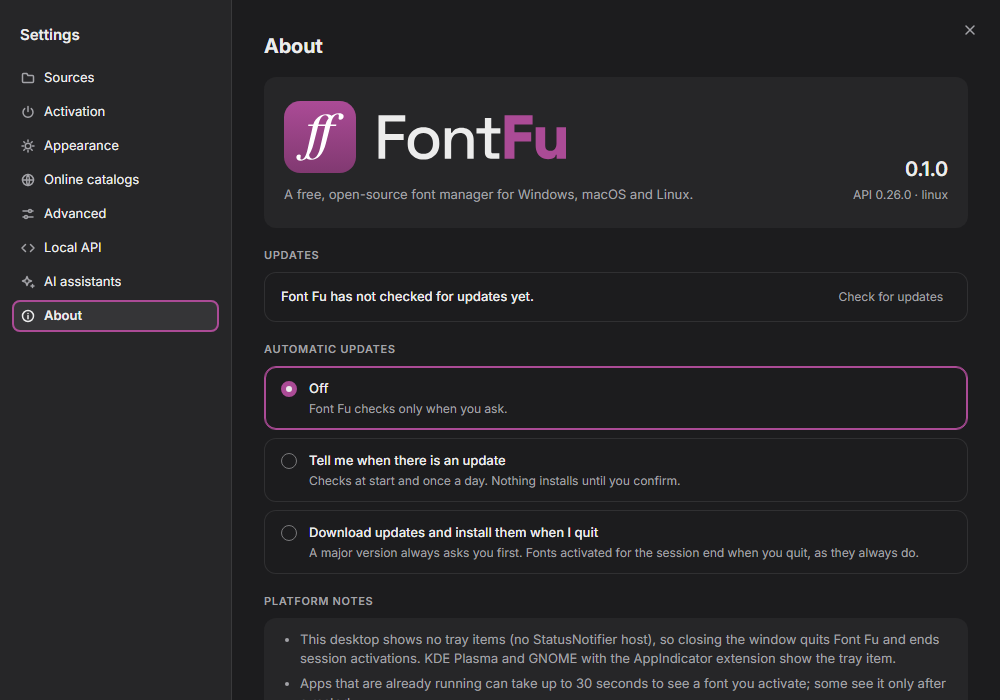 Settings
Sources
Activation
Appearance
Online catalogs
Advanced
Local API
AI assistants
About
About
ff FontFu
A free, open-source font manager for Windows, macOS and Linux.
0.1.0
API 0.26.0 · linux
UPDATES
Font Fu has not checked for updates yet.
Check for updates
AUTOMATIC UPDATES
Off
Font Fu checks only when you ask.
Tell me when there is an update
Checks at start and once a day. Nothing installs until you confirm.
Download updates and install them when I quit
A major version always asks you first. Fonts activated for the session end when you quit, as they always do.
PLATFORM NOTES
• This desktop shows no tray items (no StatusNotifier host), so closing the window quits Font Fu and ends
session activations. KDE Plasma and GNOME with the AppIndicator extension show the tray item.
• Apps that are already running can take up to 30 seconds to see a font you activate; some see it only after